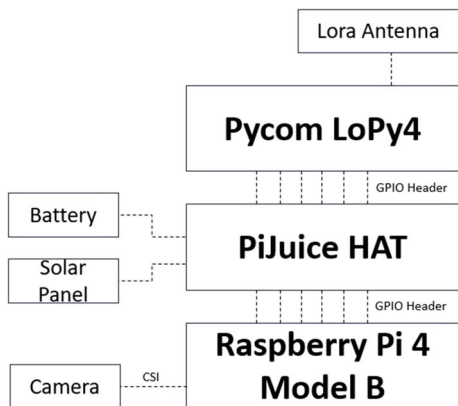 Lora Antenna
Pycom LoPy4
GPIO Header
Battery
PiJuice HAT
Solar
Panel
GPIO Header
Raspberry Pi 4
Model B
Camera
CSI